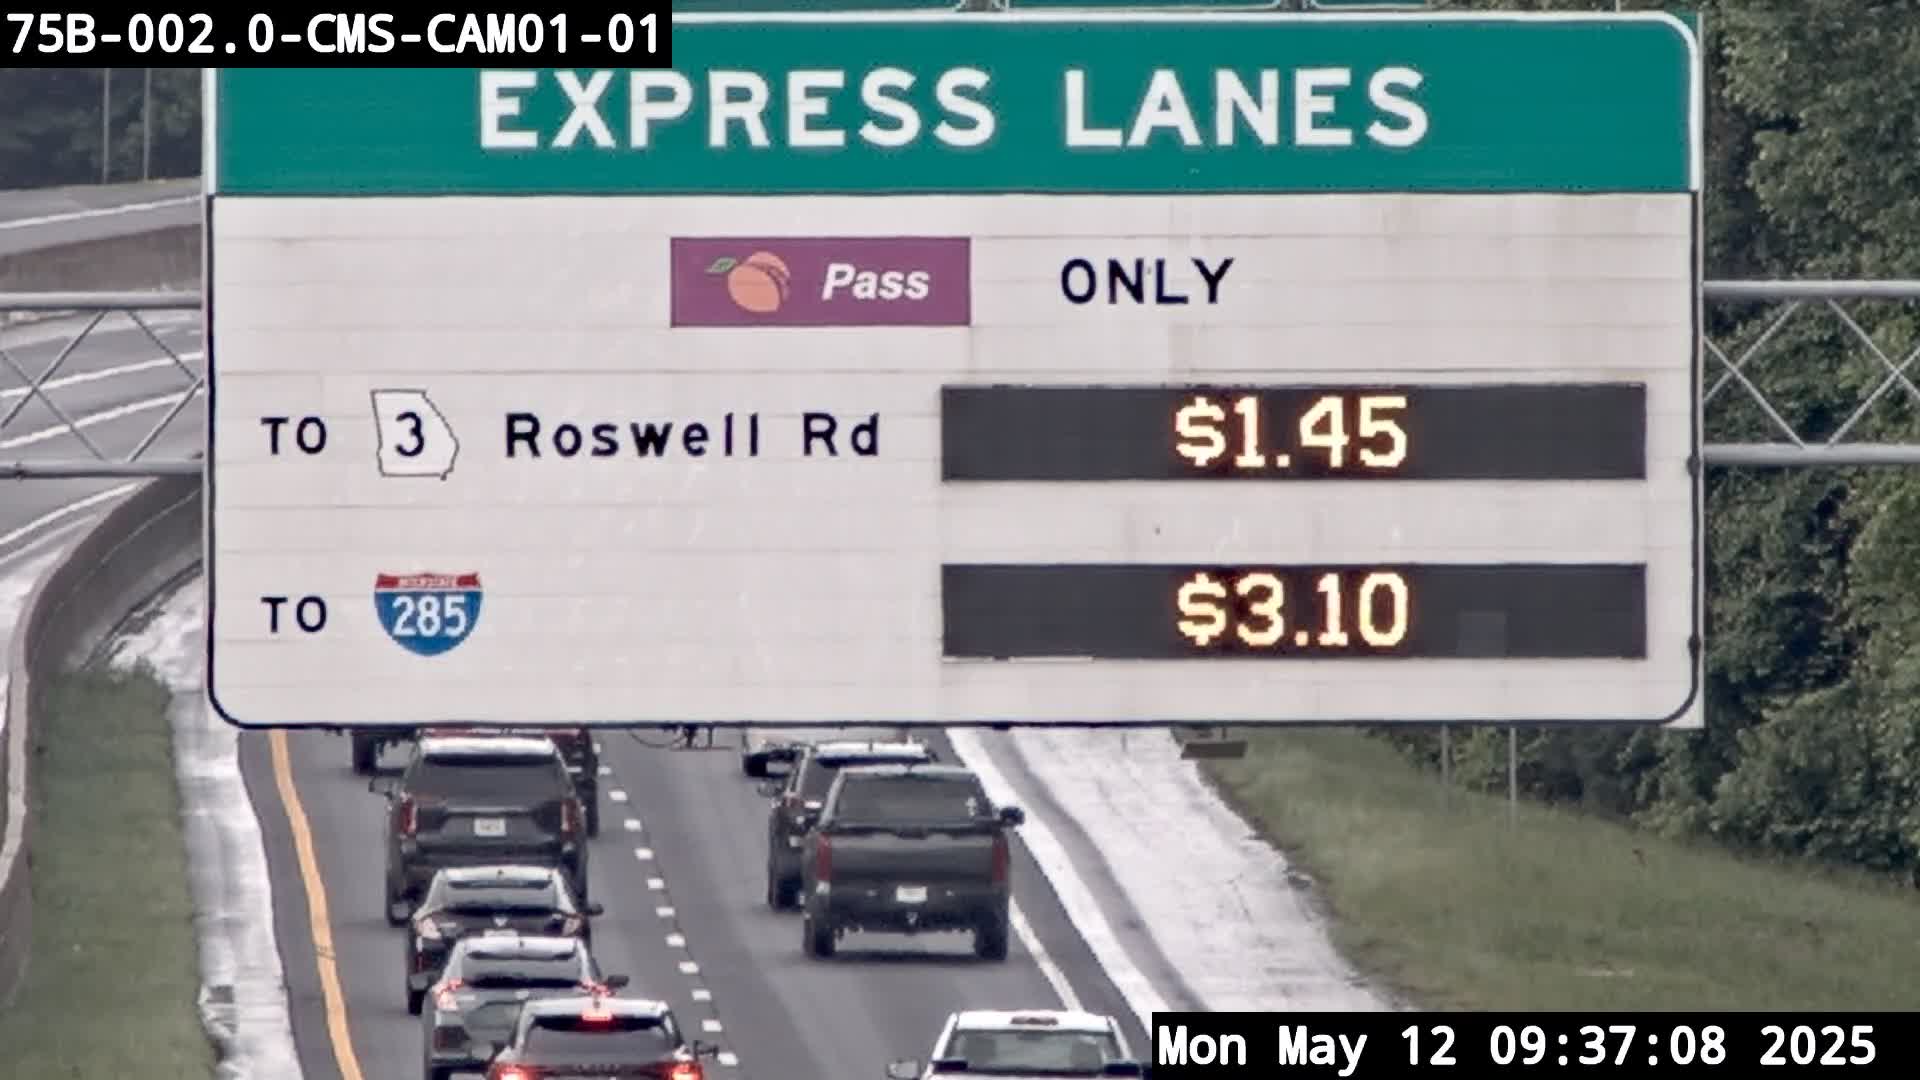 75B-002.0-CMS-CAM01-01
EXPRESS LANES
Pass ONLY
TO 3 Roswell Rd $1.45
INTERSTATE
TO 285 $3.10
Mon May 12 09:37:08 2025